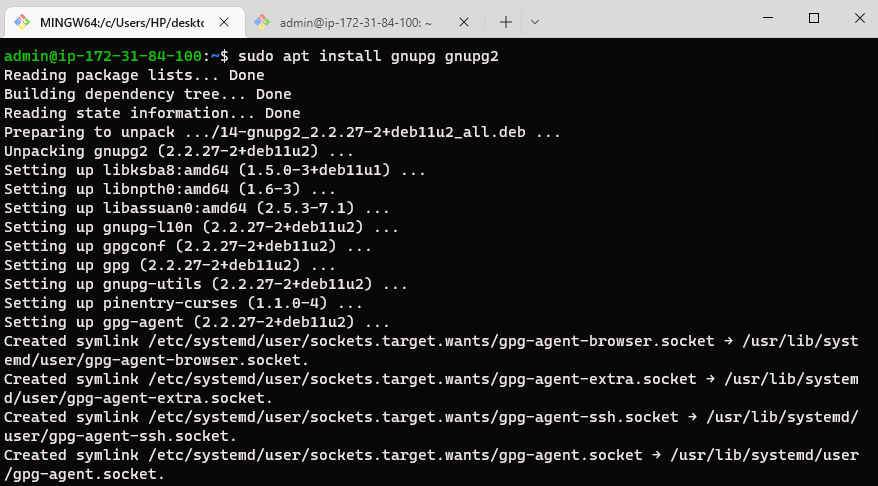 MINGW64:/c/Users/HP/deskto
admin@ip-172-31-84-100: ~
admin@ip-172-31-84-100:~$ sudo apt install gnupg gnupg2
Reading package lists... Done
Building dependency tree... Done
Reading state information... Done
Preparing to unpack .../14-gnupg2_2.2.27-2+deb11u2_all.deb ...
Unpacking gnupg2 (2.2.27-2+deb11u2) ...
Setting up libksba8:amd64 (1.5.0-3+deb11u1) ...
Setting up libnpth0:amd64 (1.6-3) ...
Setting up libassuan0:amd64 (2.5.3-7.1) ...
Setting up gnupg-l10n (2.2.27-2+deb11u2) ...
Setting up gpgconf (2.2.27-2+deb11u2) ...
Setting up gpg (2.2.27-2+deb11u2) ...
Setting up gnupg-utils (2.2.27-2+deb11u2) ...
Setting up pinentry-curses (1.1.0-4) ...
Setting up gpg-agent (2.2.27-2+deb11u2) ...
Created symlink /etc/systemd/user/sockets.target.wants/gpg-agent-browser.socket → /usr/lib/syst
emd/user/gpg-agent-browser.socket.
Created symlink /etc/systemd/user/sockets.target.wants/gpg-agent-extra.socket → /usr/lib/system
d/user/gpg-agent-extra.socket.
Created symlink /etc/systemd/user/sockets.target.wants/gpg-agent-ssh.socket → /usr/lib/systemd/
user/gpg-agent-ssh.socket.
Created symlink /etc/systemd/user/sockets.target.wants/gpg-agent.socket → /usr/lib/systemd/user
/gpg-agent.socket.